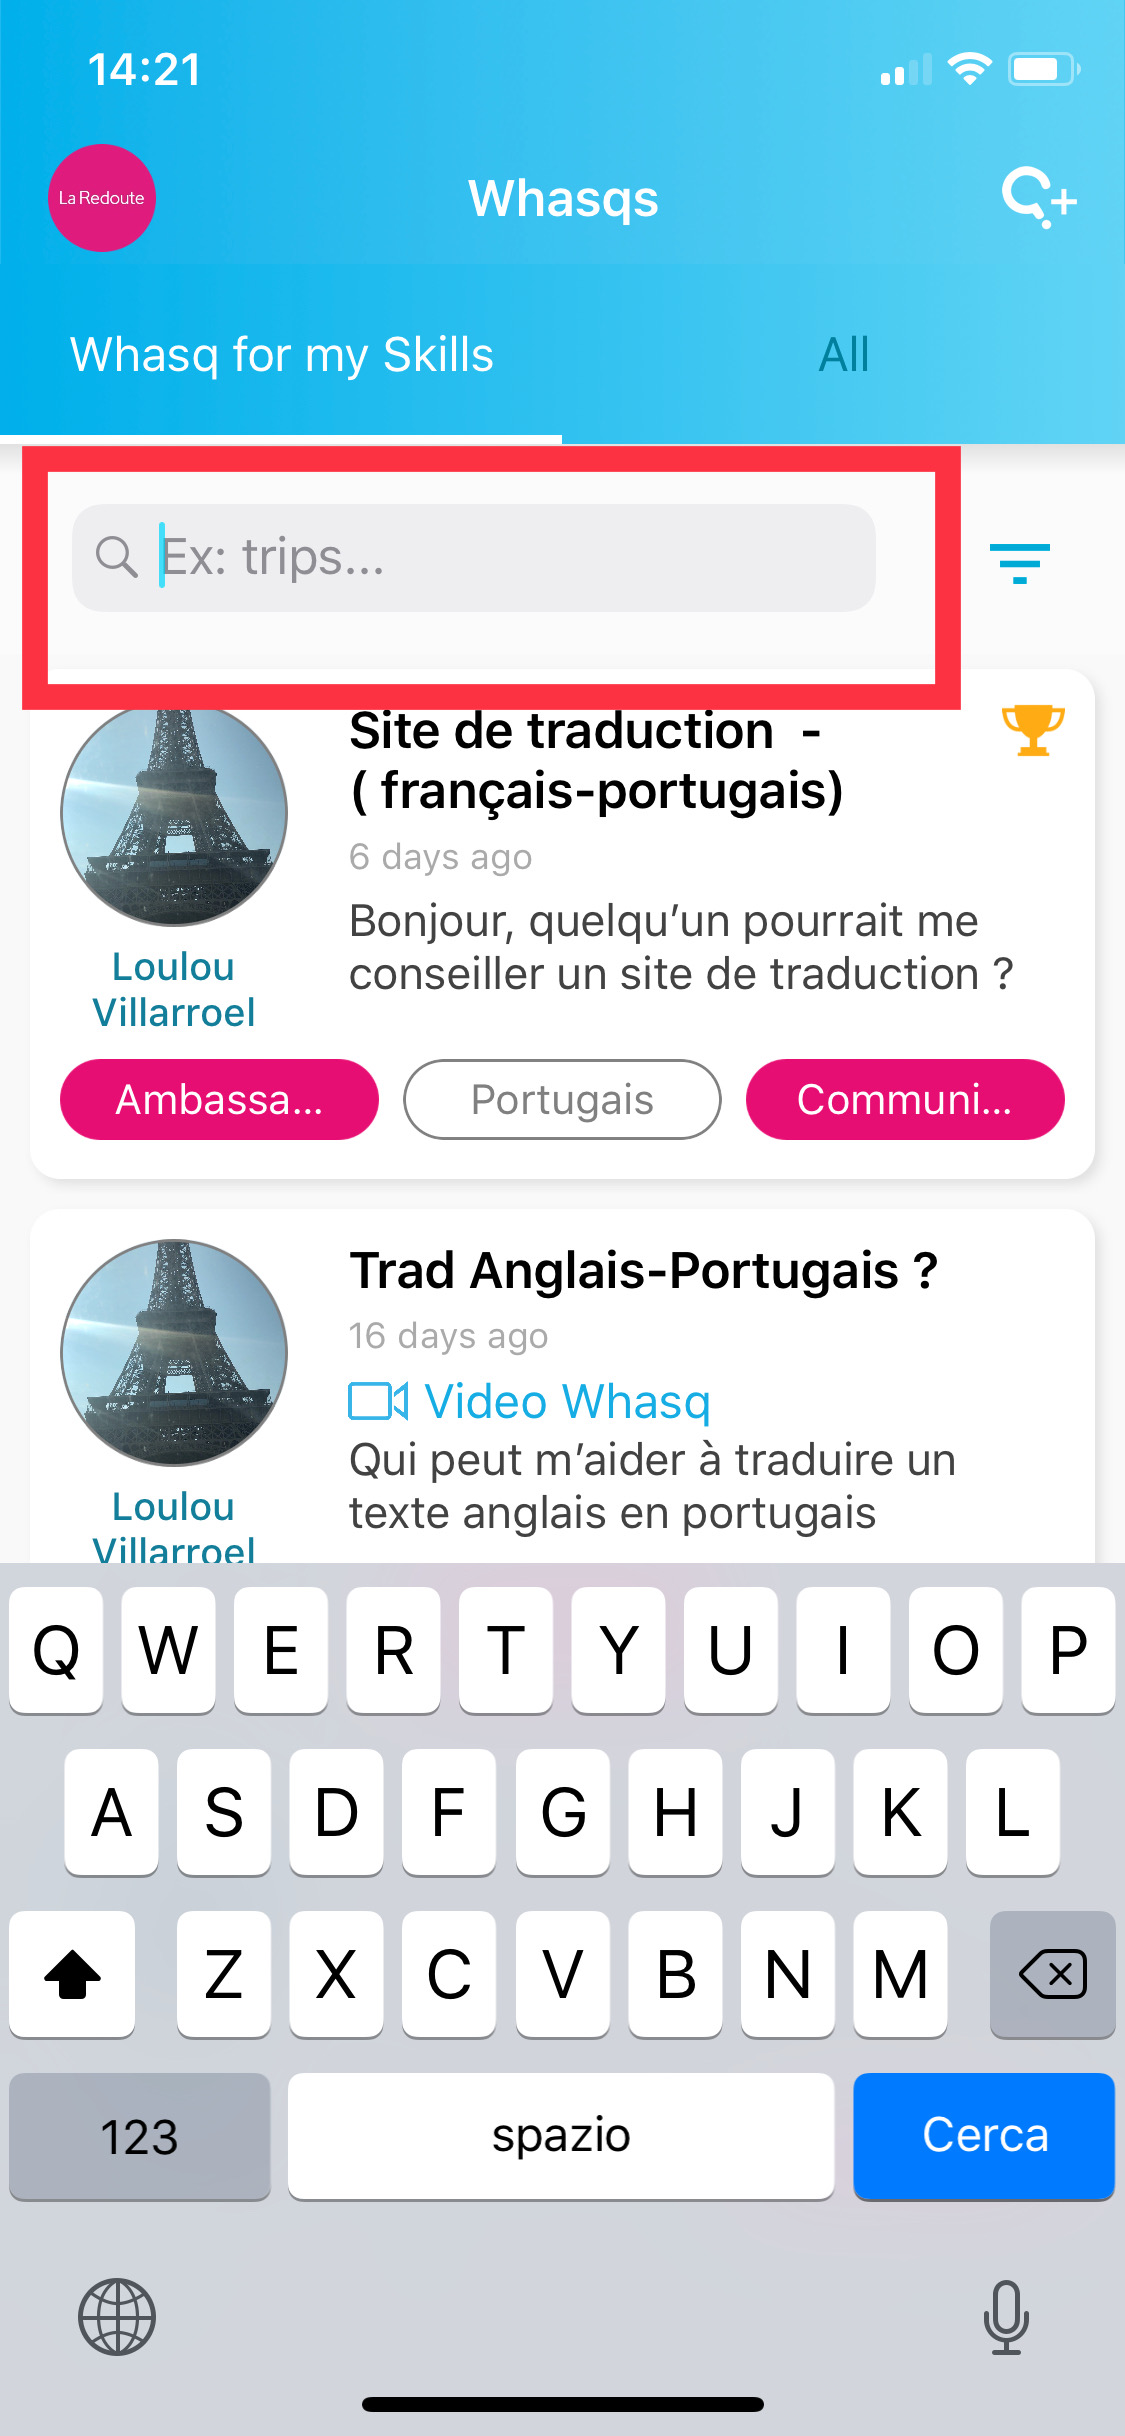 14:21
La Redoute
Whasqs
Whasq for my Skills
All
Ex: trips...
Site de traduction -
( français-portugais)
6 days ago
Bonjour, quelqu’un pourrait me
conseiller un site de traduction ?
Loulou
Villarroel
Ambassa...
Portugais
Communi...
Trad Anglais-Portugais ?
16 days ago
Video Whasq
Qui peut m’aider à traduire un
texte anglais en portugais
Loulou
Villarroel
Q W E R T Y U I O P
A S D F G H J K L
Z X C V B N M
123
spazio
Cerca